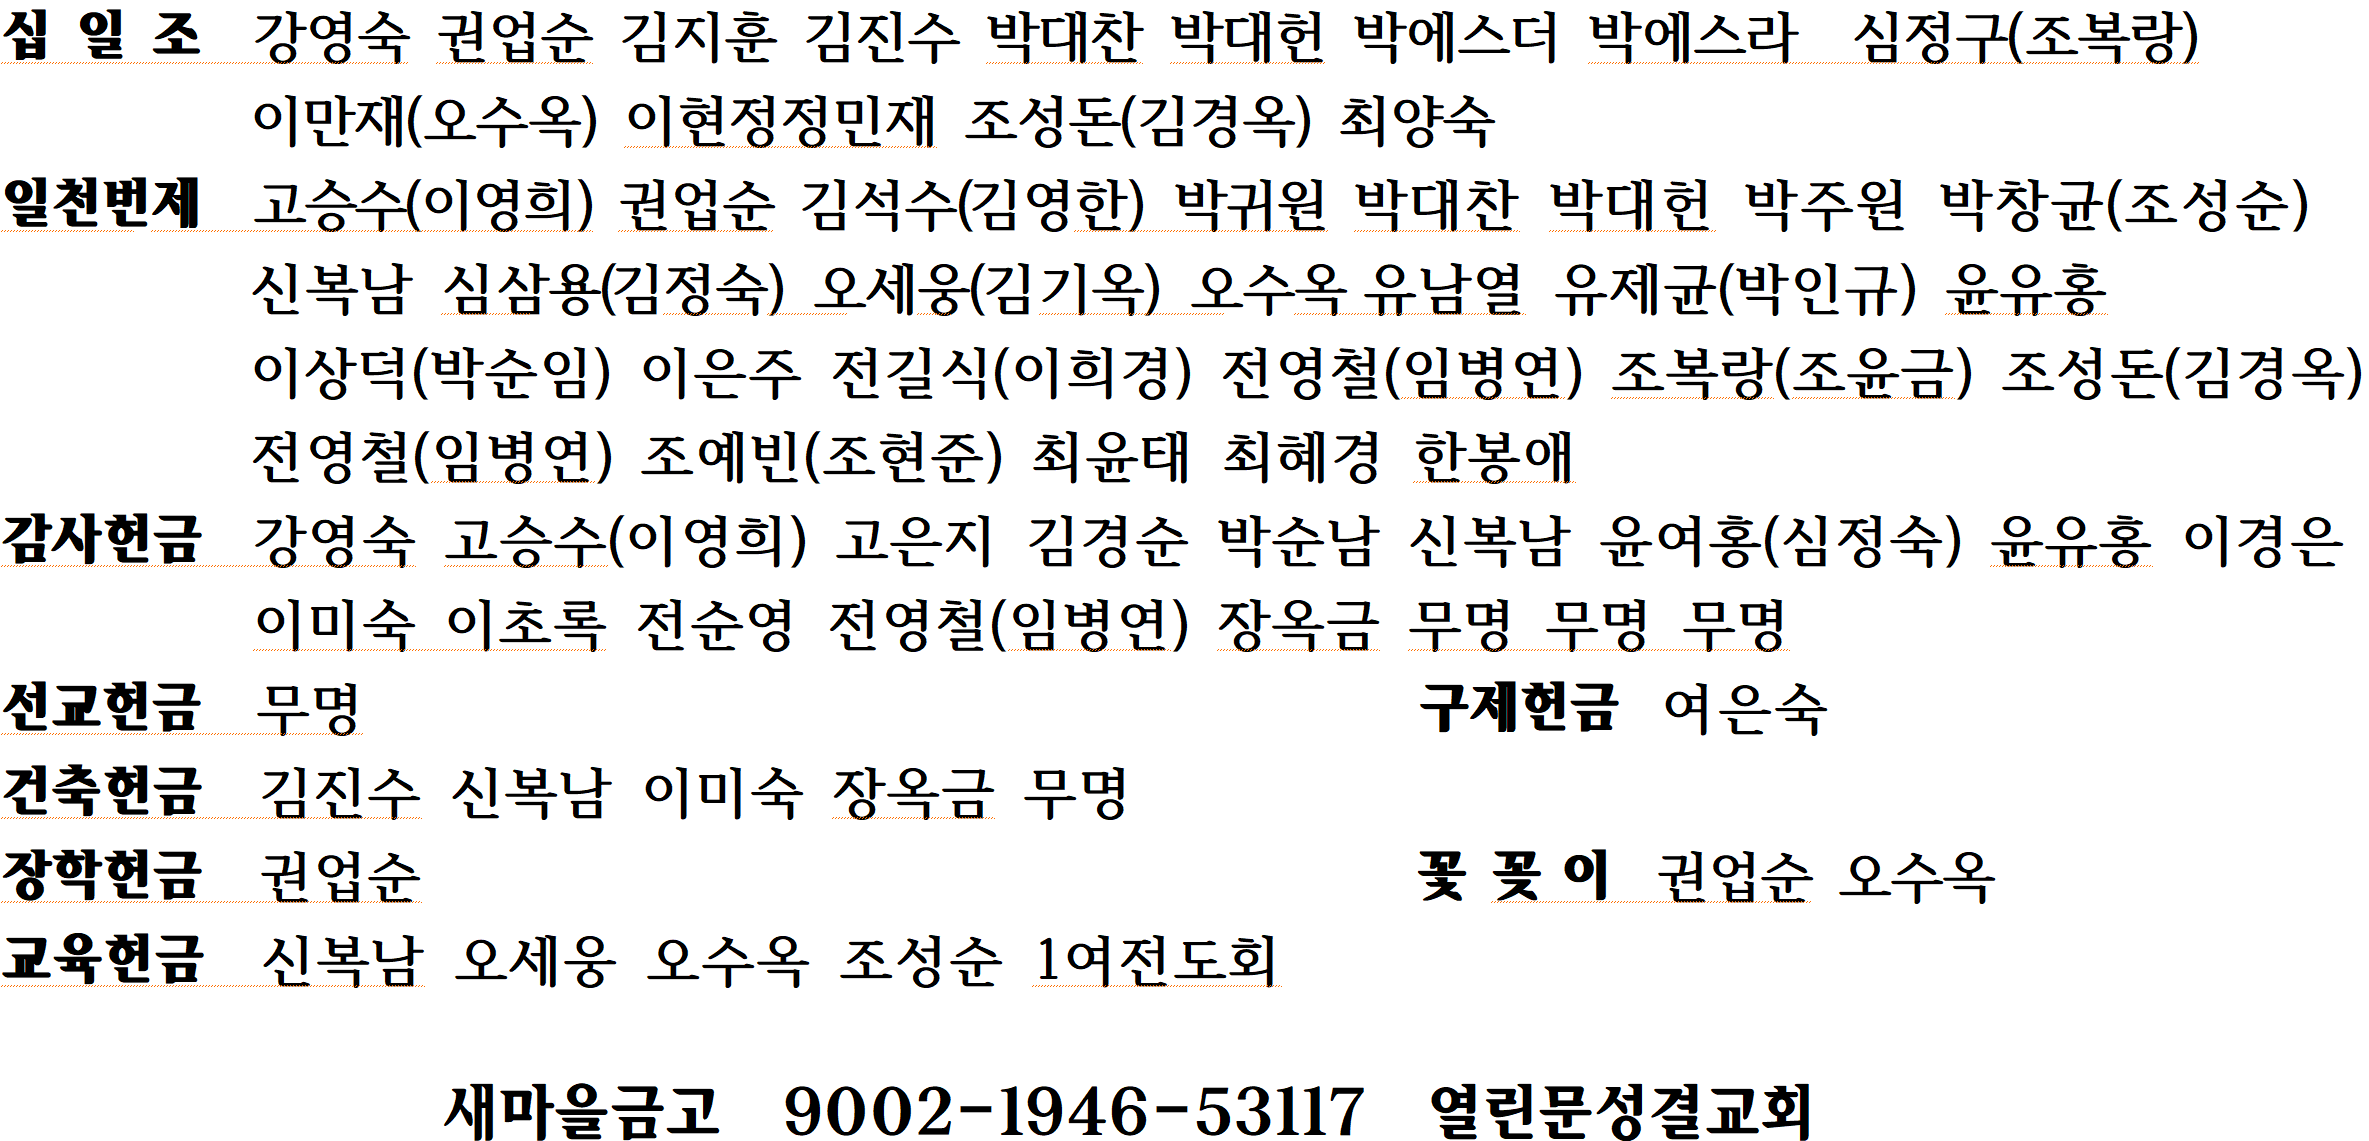 십 일 조 강영숙 권업순 김지훈 김진수 박대찬 박대헌 박에스더 박에스라 심정구(조복랑)
이만재(오수옥) 이현정정민재 조성돈(김경옥) 최양숙
일천번제 고승수(이영희) 권업순 김석수(김영한) 박귀원 박대찬 박대헌 박주원 박창균(조성순)
신복남 심삼용(김정숙) 오세웅(김기옥) 오수옥 유남열 유제균(박인규) 윤유홍
이상덕(박순임) 이은주 전길식(이희경) 전영철(임병연) 조복랑(조윤금) 조성돈(김경옥)
전영철(임병연) 조예빈(조현준) 최윤태 최혜경 한봉애
감사헌금 강영숙 고승수(이영희) 고은지 김경순 박순남 신복남 윤여홍(심정숙) 윤유홍 이경은
이미숙 이초록 전순영 전영철(임병연) 장옥금 무명 무명 무명
선교헌금 무명 구제헌금 여은숙
건축헌금 김진수 신복남 이미숙 장옥금 무명
장학헌금 권업순 꽃 꽂 이 권업순 오수옥
교육헌금 신복남 오세웅 오수옥 조성순 1여전도회
새마을금고 9002-1946-53117 열린문성결교회